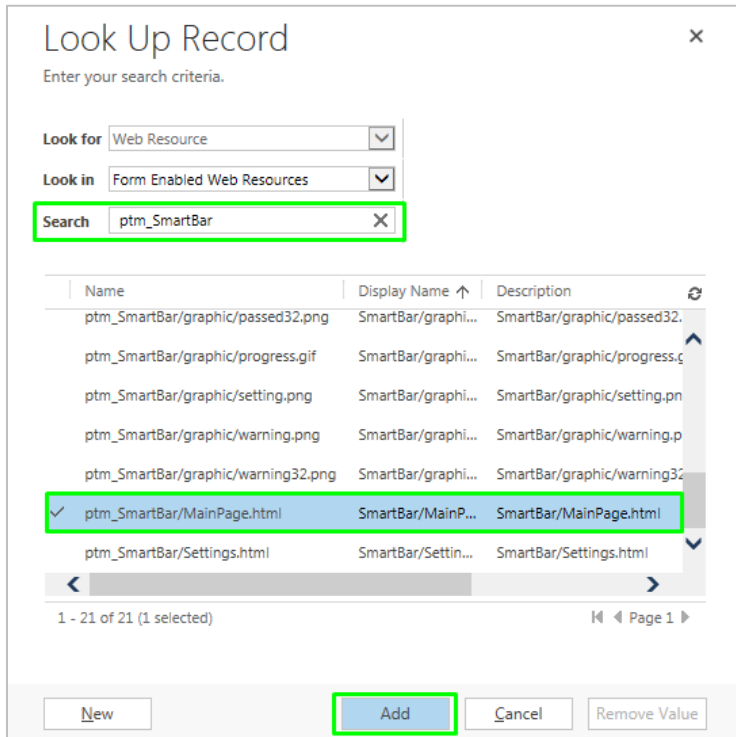 Look Up Record
Enter your search criteria.
Look for Web Resource
Look in Form Enabled Web Resources
Search ptm_SmartBar
Name Display Name Description
ptm_SmartBar/graphic/passed32.png SmartBar/graphi... SmartBar/graphic/passed32.
ptm_SmartBar/graphic/progress.gif SmartBar/graphi... SmartBar/graphic/progress.g
ptm_SmartBar/graphic/setting.png SmartBar/graphi... SmartBar/graphic/setting.pn
ptm_SmartBar/graphic/warning.png SmartBar/graphi... SmartBar/graphic/warning.p
ptm_SmartBar/graphic/warning32.png SmartBar/graphi... SmartBar/graphic/warning32
ptm_SmartBar/MainPage.html SmartBar/MainP... SmartBar/MainPage.html
ptm_SmartBar/Settings.html SmartBar/Settin... SmartBar/Settings.html
1 - 21 of 21 (1 selected) Page 1
New Add Cancel Remove Value